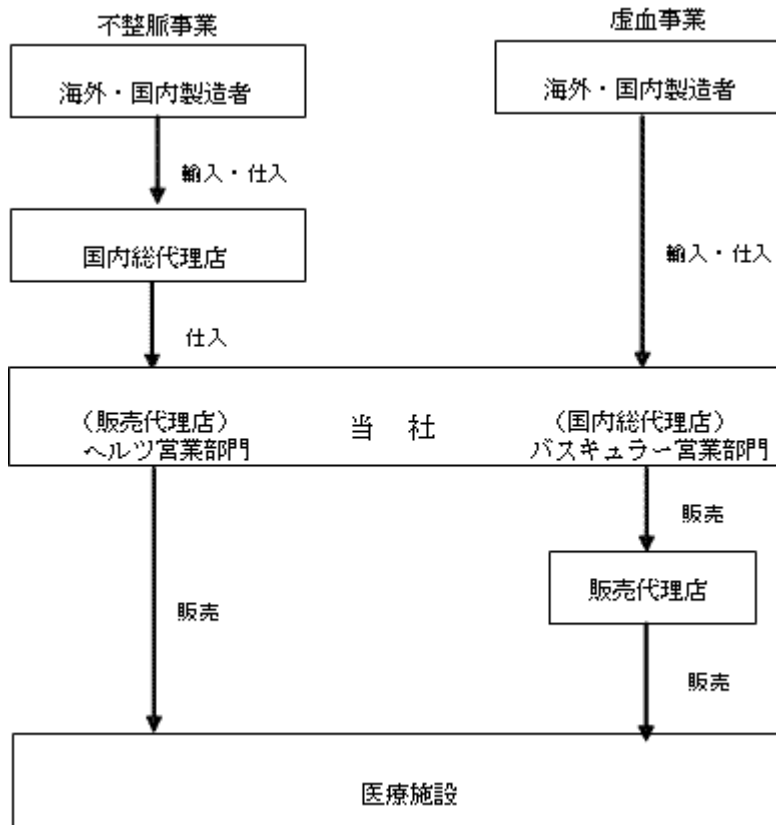 不整脈事業
虚血事業
海外・国内製造者
海外・国内製造者
輸入・仕入
国内総代理店
輸入・仕入
仕入
(販売代理店)
ヘルツ営業部門
当 社
(国内総代理店)
バスキュラー営業部門
販売
販売代理店
販売
販売
医療施設